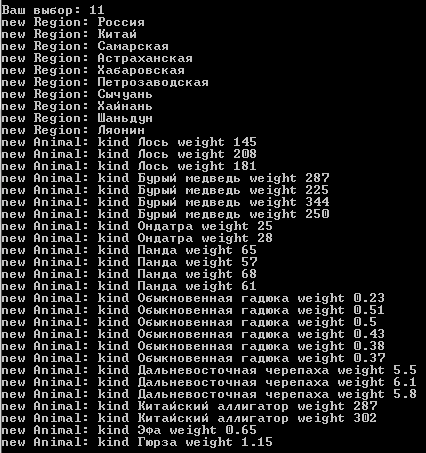 Ваш выбор: 11
new Region: Россия
new Region: Китай
new Region: Самарская
new Region: Астраханская
new Region: Хабаровская
new Region: Петрозаводская
new Region: Сычуань
new Region: Хайнань
new Region: Шаньдун
new Region: Ляонин
new Animal: kind Лось weight 145
new Animal: kind Лось weight 208
new Animal: kind Лось weight 181
new Animal: kind Бурый медведь weight 287
new Animal: kind Бурый медведь weight 225
new Animal: kind Бурый медведь weight 344
new Animal: kind Бурый медведь weight 250
new Animal: kind Ондатра weight 25
new Animal: kind Ондатра weight 28
new Animal: kind Панда weight 65
new Animal: kind Панда weight 57
new Animal: kind Панда weight 68
new Animal: kind Панда weight 61
new Animal: kind Обыкновенная гадюка weight 0.23
new Animal: kind Обыкновенная гадюка weight 0.51
new Animal: kind Обыкновенная гадюка weight 0.5
new Animal: kind Обыкновенная гадюка weight 0.43
new Animal: kind Обыкновенная гадюка weight 0.38
new Animal: kind Обыкновенная гадюка weight 0.37
new Animal: kind Дальневосточная черепаха weight 5.5
new Animal: kind Дальневосточная черепаха weight 6.1
new Animal: kind Дальневосточная черепаха weight 5.8
new Animal: kind Китайский аллигатор weight 287
new Animal: kind Китайский аллигатор weight 302
new Animal: kind Эфа weight 0.65
new Animal: kind Гюрза weight 1.15